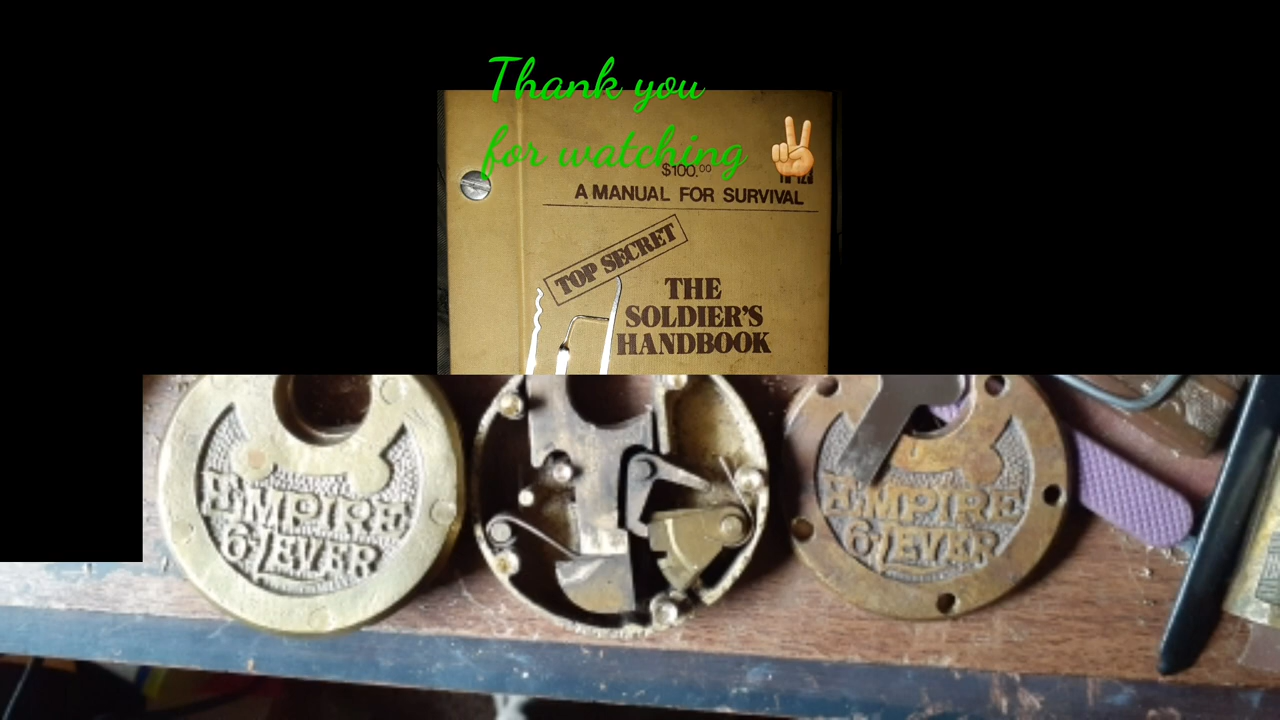 Thank you
for watching ✌
$100.00
A MANUAL FOR SURVIVAL
TOP SECRET
THE
SOLDIER'S
HANDBOOK
EMPIRE
6-LEVER
EMPIRE
6-LEVER